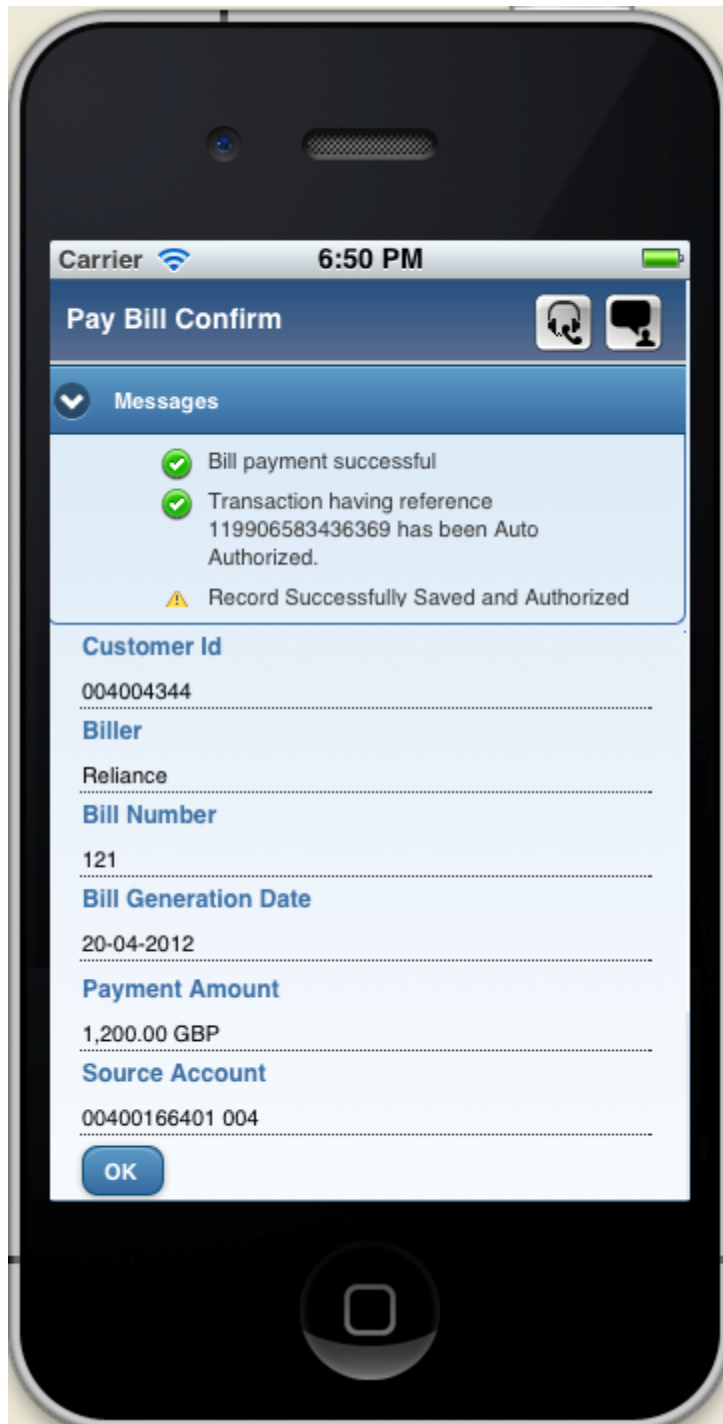 Carrier
6:50 PM
Pay Bill Confirm
Messages
Bill payment successful
Transaction having reference
119906583436369 has been Auto
Authorized.
Record Successfully Saved and Authorized
Customer Id
004004344
Biller
Reliance
Bill Number
121
Bill Generation Date
20-04-2012
Payment Amount
1,200.00 GBP
Source Account
00400166401 004
OK